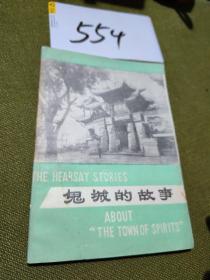 554
THE HEARSAY STORIES
鬼城的故事
ABOUT
"THE TOWN OF SPIRITS"